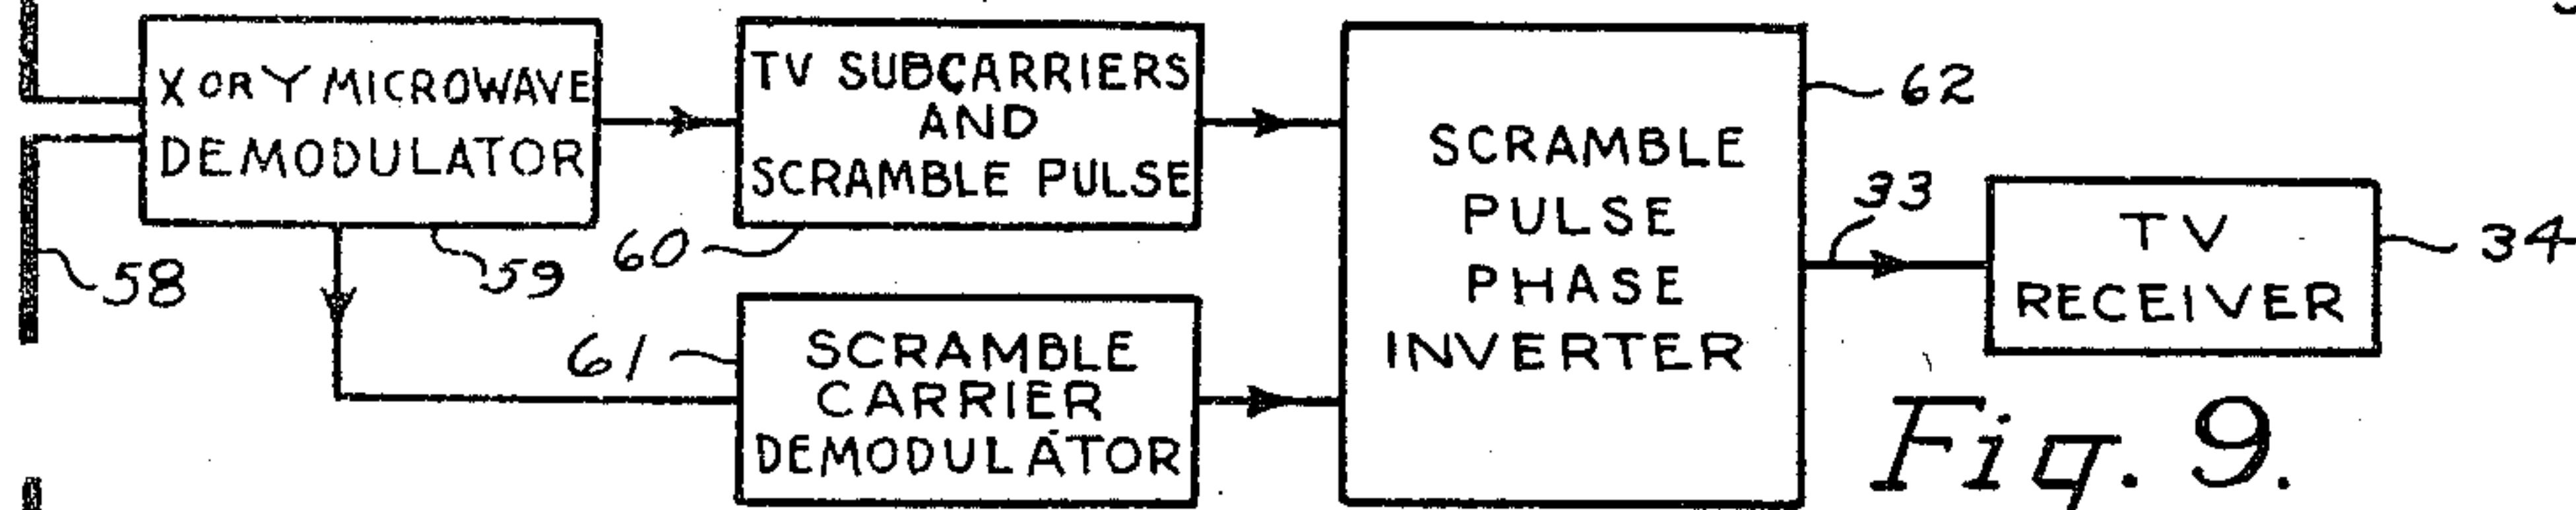 X OR Y MICROWAVE
DEMODULATOR
TV SUBCARRIERS
AND
SCRAMBLE PULSE
SCRAMBLE
PULSE
PHASE
INVERTER
62
33
TV
RECEIVER
34
58
59
60
61
SCRAMBLE
CARRIER
DEMODULATOR
Fig. 9.